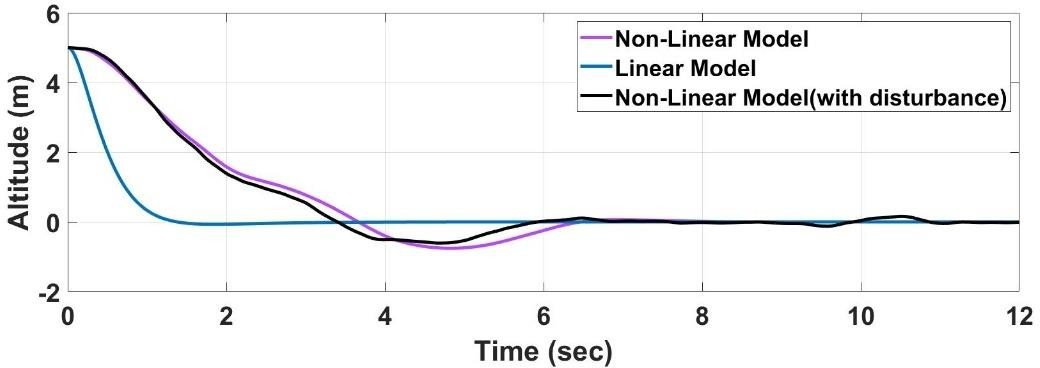 6
4
2
0
-2
Altitude (m)
Non-Linear Model
Linear Model
Non-Linear Model(with disturbance)
0 2 4 6 8 10 12
Time (sec)